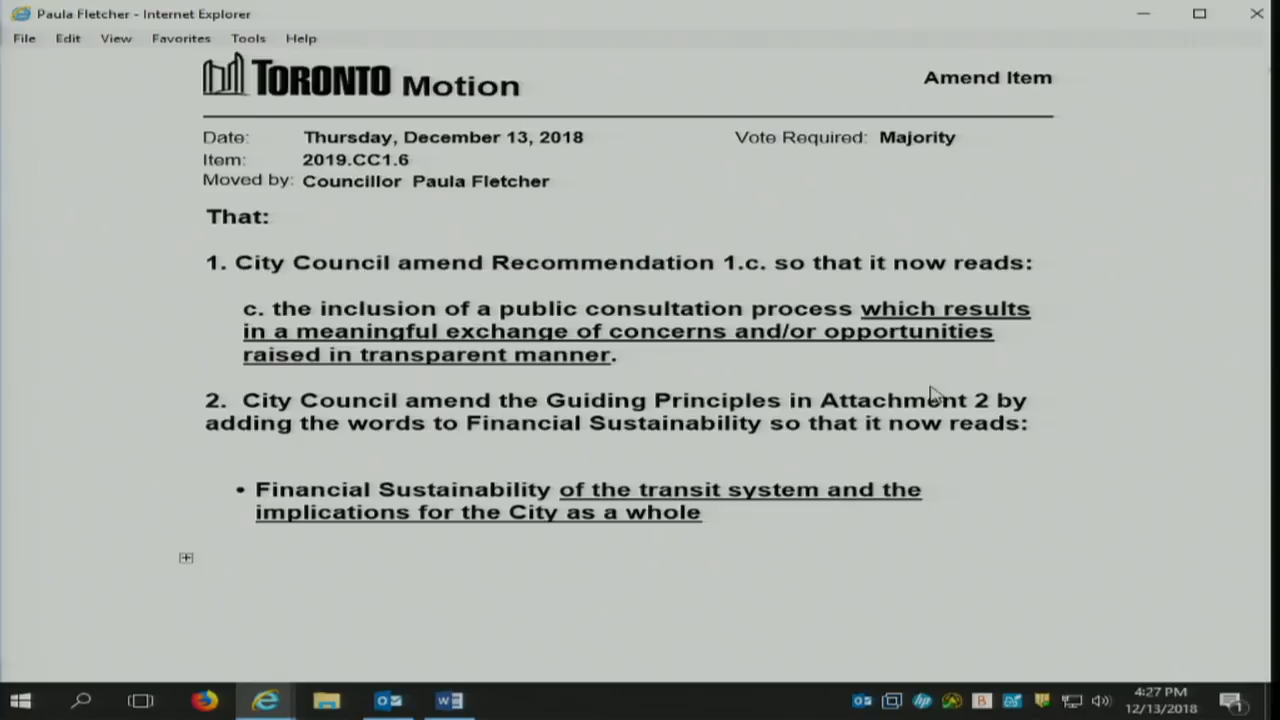 Paula Fletcher - Internet Explorer
File Edit View Favorites Tools Help
TORONTO Motion
Amend Item
Date: Thursday, December 13, 2018
Vote Required: Majority
Item: 2019.CC1.6
Moved by: Councillor Paula Fletcher
That:
1. City Council amend Recommendation 1.c. so that it now reads:
c. the inclusion of a public consultation process which results
in a meaningful exchange of concerns and/or opportunities
raised in transparent manner.
2. City Council amend the Guiding Principles in Attachment 2 by
adding the words to Financial Sustainability so that it now reads:
• Financial Sustainability of the transit system and the
implications for the City as a whole
4:27 PM
12/13/2018